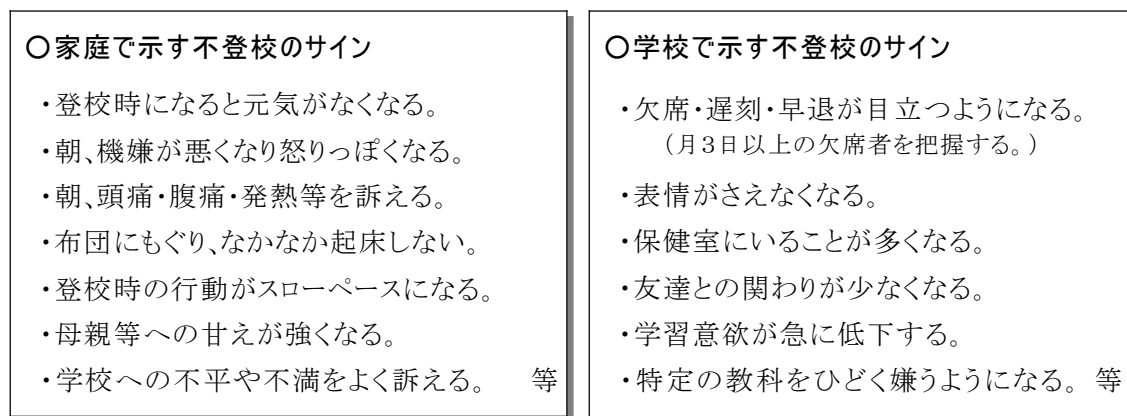 〇家庭で示す不登校のサイン
・登校時になると元気がなくなる。
・朝、機嫌が悪くなり怒りっぽくなる。
・朝、頭痛・腹痛・発熱等を訴える。
・布団にもぐり、なかなか起床しない。
・登校時の行動がスローペースになる。
・母親等への甘えが強くなる。
・学校への不平や不満をよく訴える。　等
〇学校で示す不登校のサイン
・欠席・遅刻・早退が目立つようになる。
（月3日以上の欠席者を把握する。）
・表情がさえなくなる。
・保健室にいることが多くなる。
・友達との関わりが少なくなる。
・学習意欲が急に低下する。
・特定の教科をひどく嫌うようになる。 等